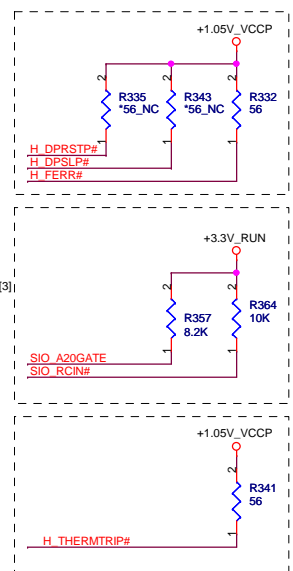 +1.05V_VCCP
2 2 2
R335 R343 R332
*56_NC *56_NC 56
1 1 1
H_DPRSTP#
H_DPSLP#
H_FERR#
+3.3V_RUN
[3]
2 2
R357 R364
8.2K 10K
1 1
SIO_A20GATE
SIO_RCIN#
+1.05V_VCCP
2
R341
56
1
H_THERMTRIP#